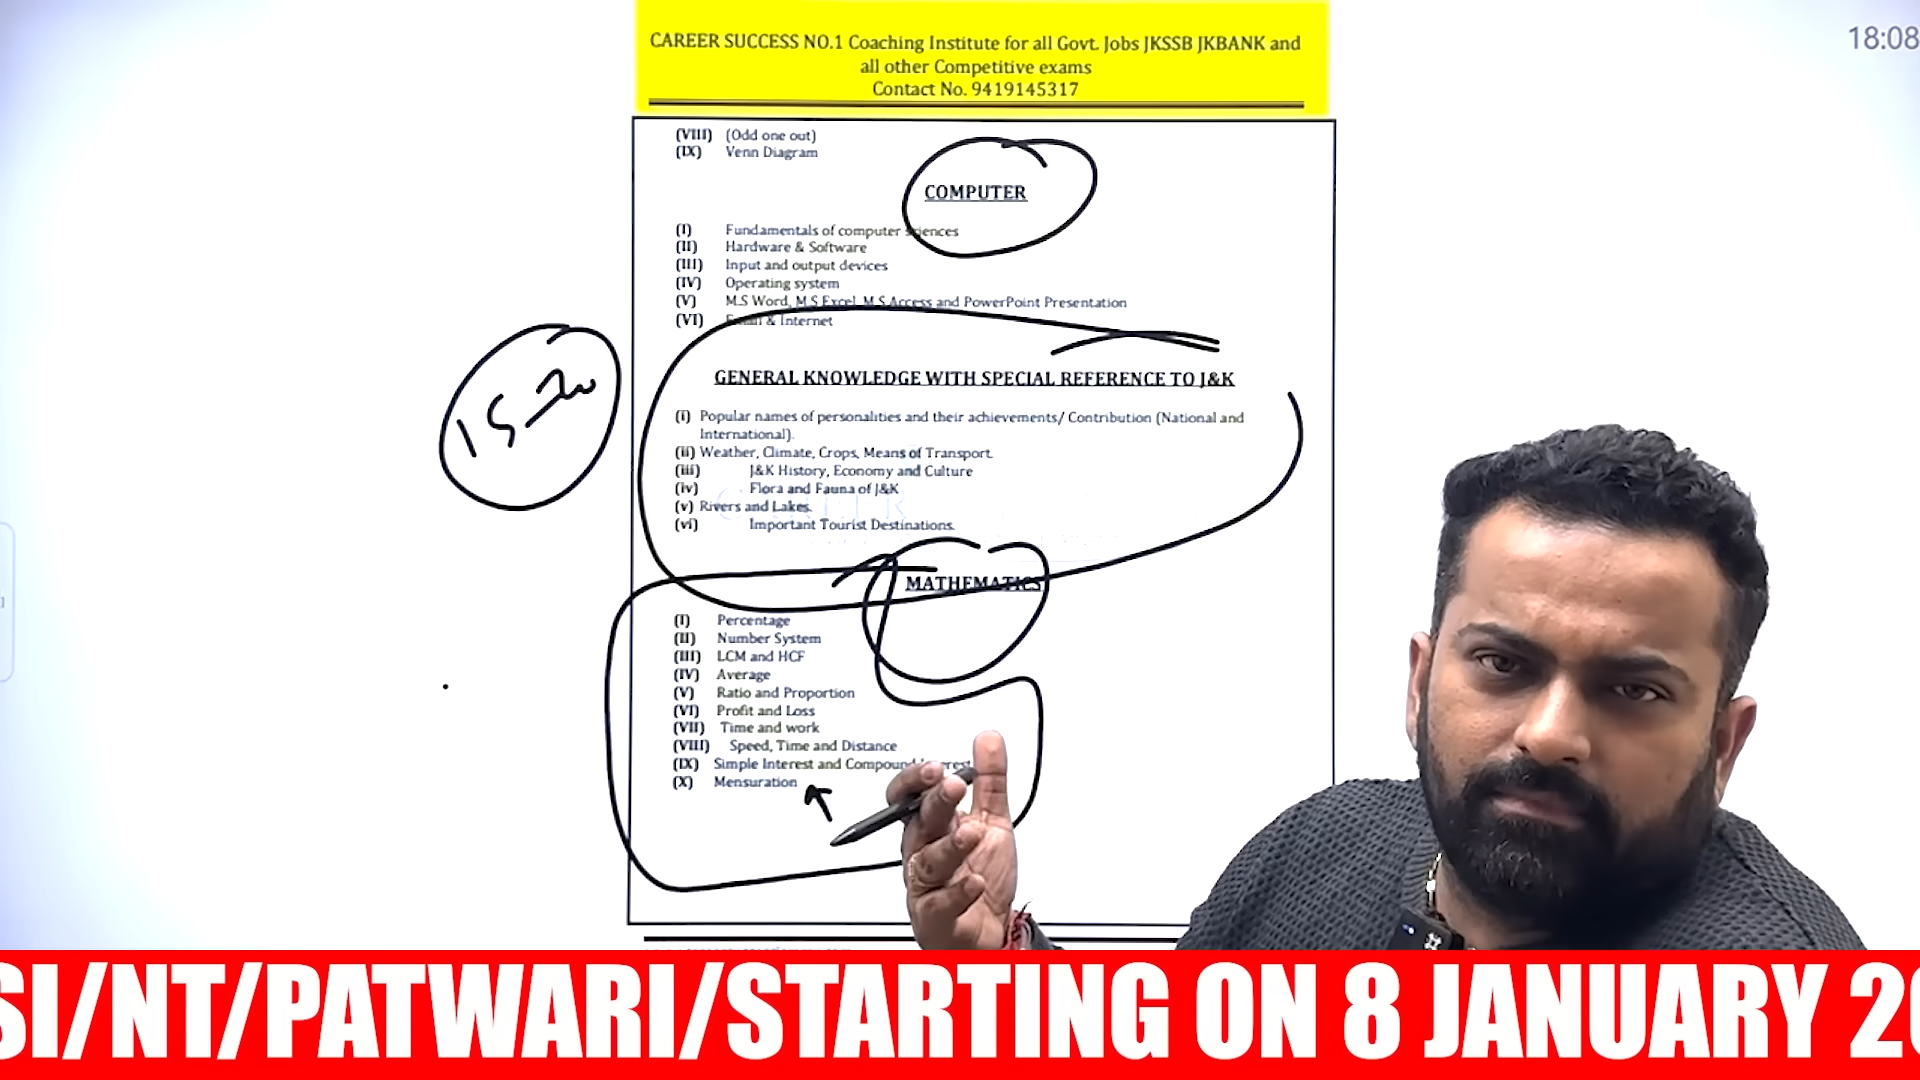 CAREER SUCCESS NO.1 Coaching Institute for all Govt. Jobs JKSSB JKBANK and
all other Competitive exams
Contact No. 9419145317
18:08
(VIII) (Odd one out)
(IX) Venn Diagram
COMPUTER
(I) Fundamentals of computer sciences
(II) Hardware & Software
(III) Input and output devices
(IV) Operating system
(V) M.S Word, M.S Excel, M.S Access and PowerPoint Presentation
(VI) Email & Internet
15-20
GENERAL KNOWLEDGE WITH SPECIAL REFERENCE TO J&K
(i) Popular names of personalities and their achievements/ Contribution (National and
International).
(ii) Weather, Climate, Crops, Means of Transport.
(iii) J&K History, Economy and Culture
(iv) Flora and Fauna of J&K
(v) Rivers and Lakes.
(vi) Important Tourist Destinations.
MATHEMATICS
(I) Percentage
(II) Number System
(III) LCM and HCF
(IV) Average
(V) Ratio and Proportion
(VI) Profit and Loss
(VII) Time and work
(VIII) Speed, Time and Distance
(IX) Simple Interest and Compound
(X) Mensuration
SI/NT/PATWARI/STARTING ON 8 JANUARY 20